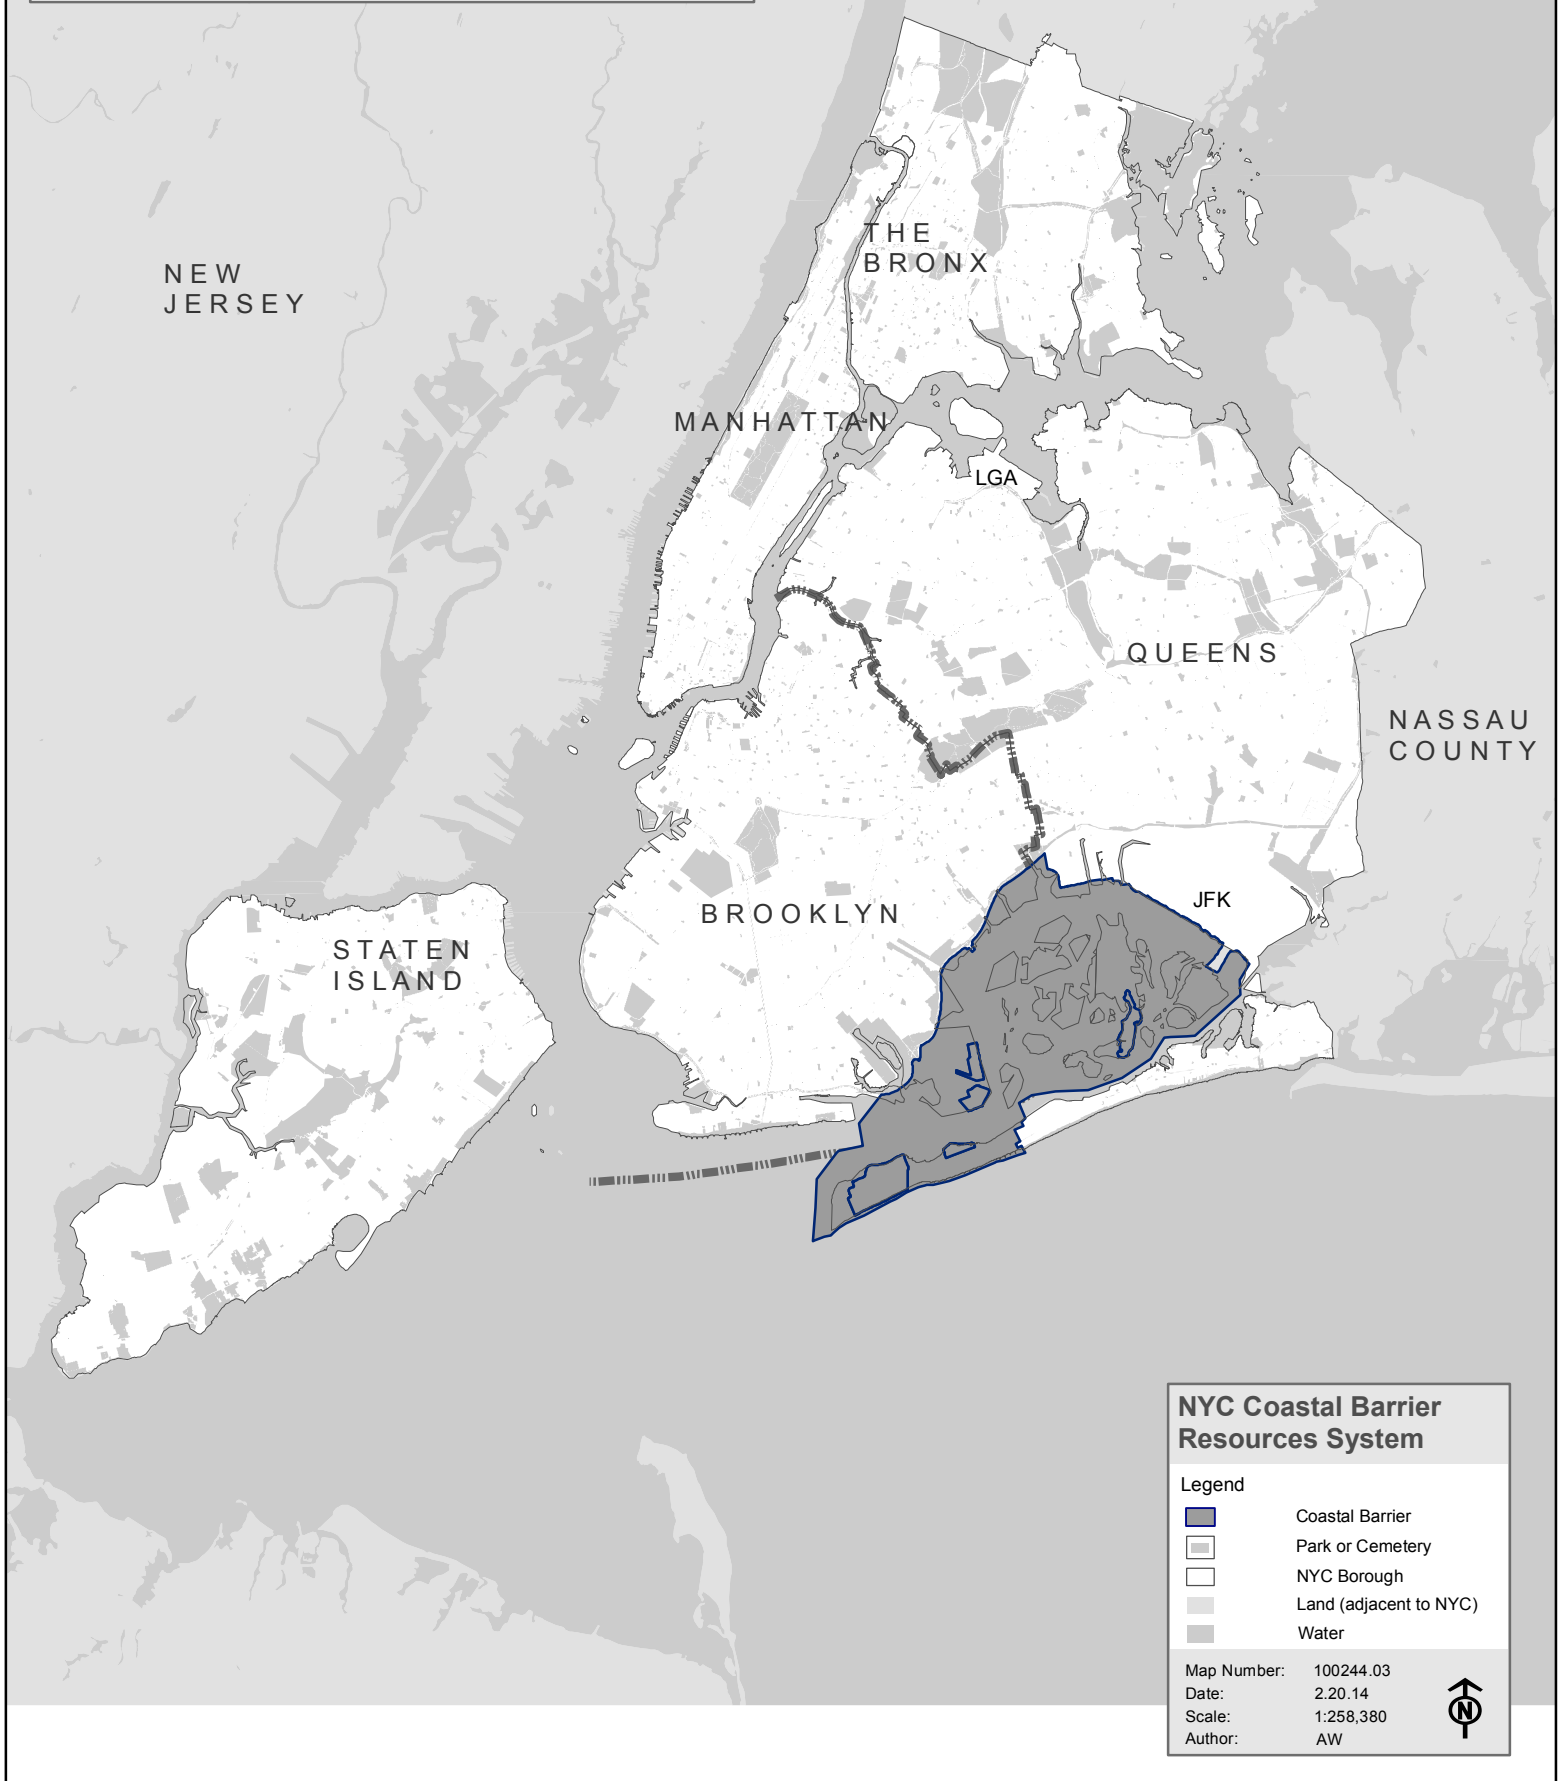 THE
BRONX
NEW
JERSEY
MANHATTAN
LGA
QUEENS
NASSAU
COUNTY
JFK
BROOKLYN
STATEN
ISLAND
NYC Coastal Barrier
Resources System
Legend
Coastal Barrier
Park or Cemetery
NYC Borough
Land (adjacent to NYC)
Water
Map Number: 100244.03
Date: 2.20.14
Scale: 1:258,380
Author: AW
N